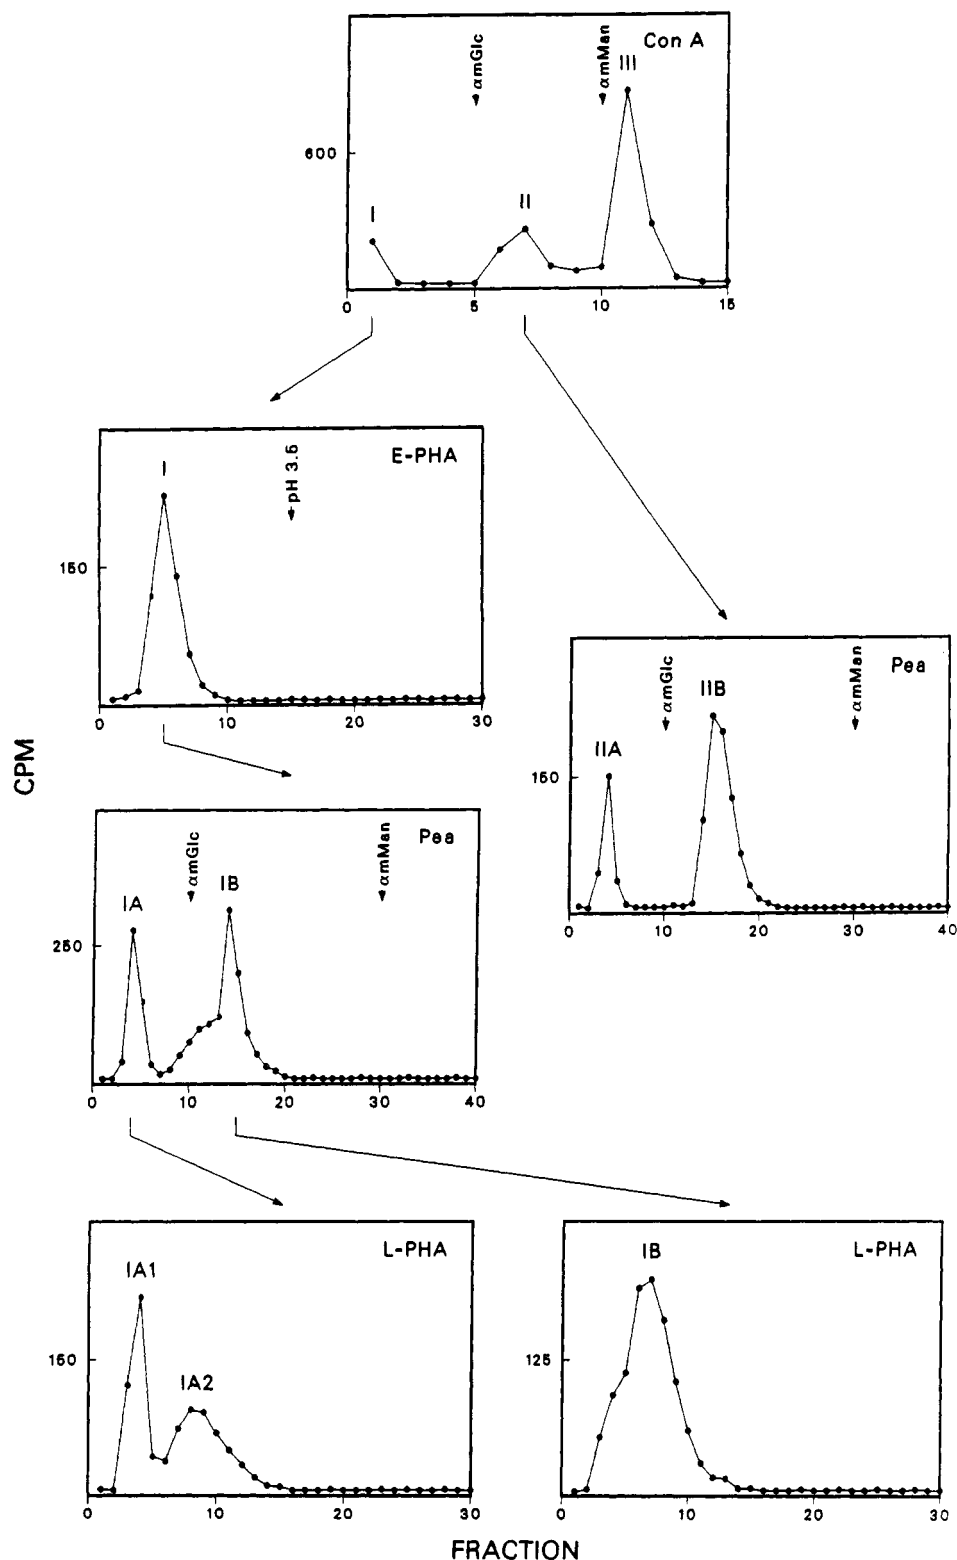 Con A
αmGlc
αmMan
III
600
II
I
0 5 10 15
E-PHA
pH 3.5
I
150
0 10 20 30
Pea
αmGlc
αmMan
IIB
IIA
150
0 10 20 30 40
CPM
Pea
αmGlc
αmMan
IB
IA
250
0 10 20 30 40
L-PHA
IA1
IA2
150
0 10 20 30
L-PHA
IB
125
0 10 20 30
FRACTION